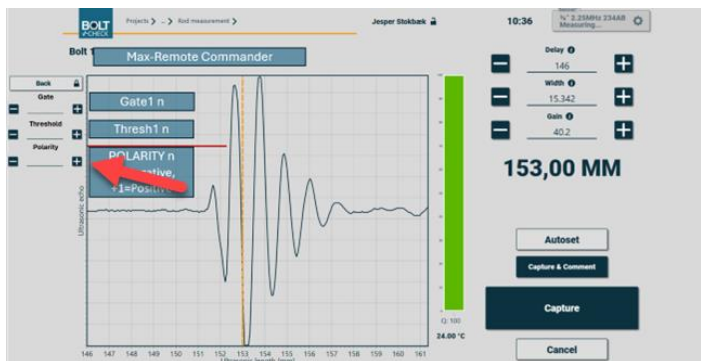 BOLT
CHECK
Projects > .. > Rod measurement >
Jesper Stokbæk
10:36
¾" 2.25MHz 234AB
Measuring...
Bolt 1
Max-Remote Commander
Back
Gate
Threshold
Polarity
Gate1 n
Thresh1 n
POLARITY n
+1=Positive
Ultrasonic echo
146 147 148 149 150 151 152 153 154 155 156 157 158 159 160 161
Q: 100
24.00 °C
Delay
146
Width
15.342
Gain
40.2
153,00 MM
Autoset
Capture & Comment
Capture
Cancel